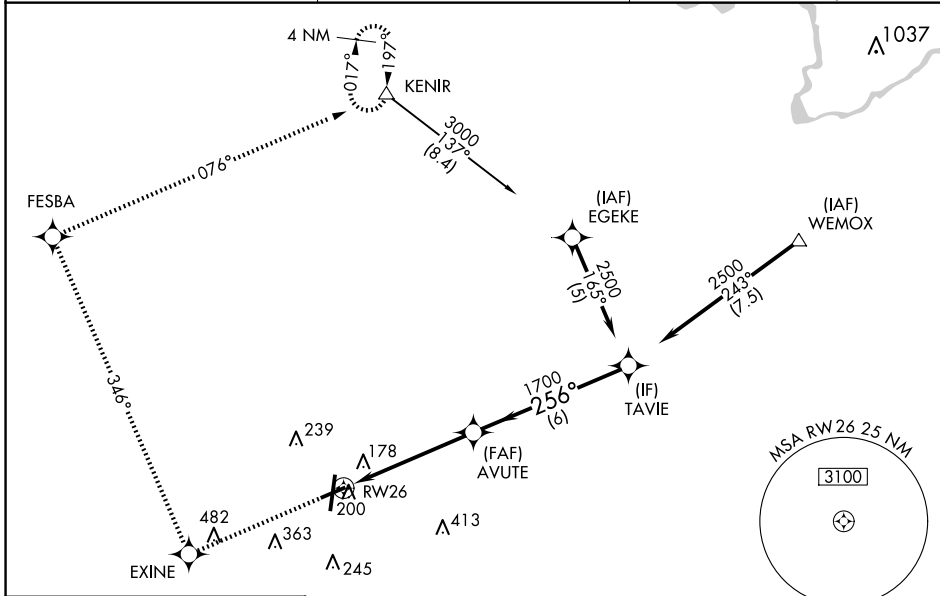 1037
4 NM
017°
197°
KENIR
3000
137°
(8.4)
076°
FESBA
(IAF)
EGEKE
(IAF)
WEMOX
2500
165°
(5)
2500
243°
(7.5)
346°
1700
256°
(6)
(IF)
TAVIE
(FAF)
AVUTE
239
178
RW26
200
482
363
413
245
EXINE
MSA RW26 25 NM
3100